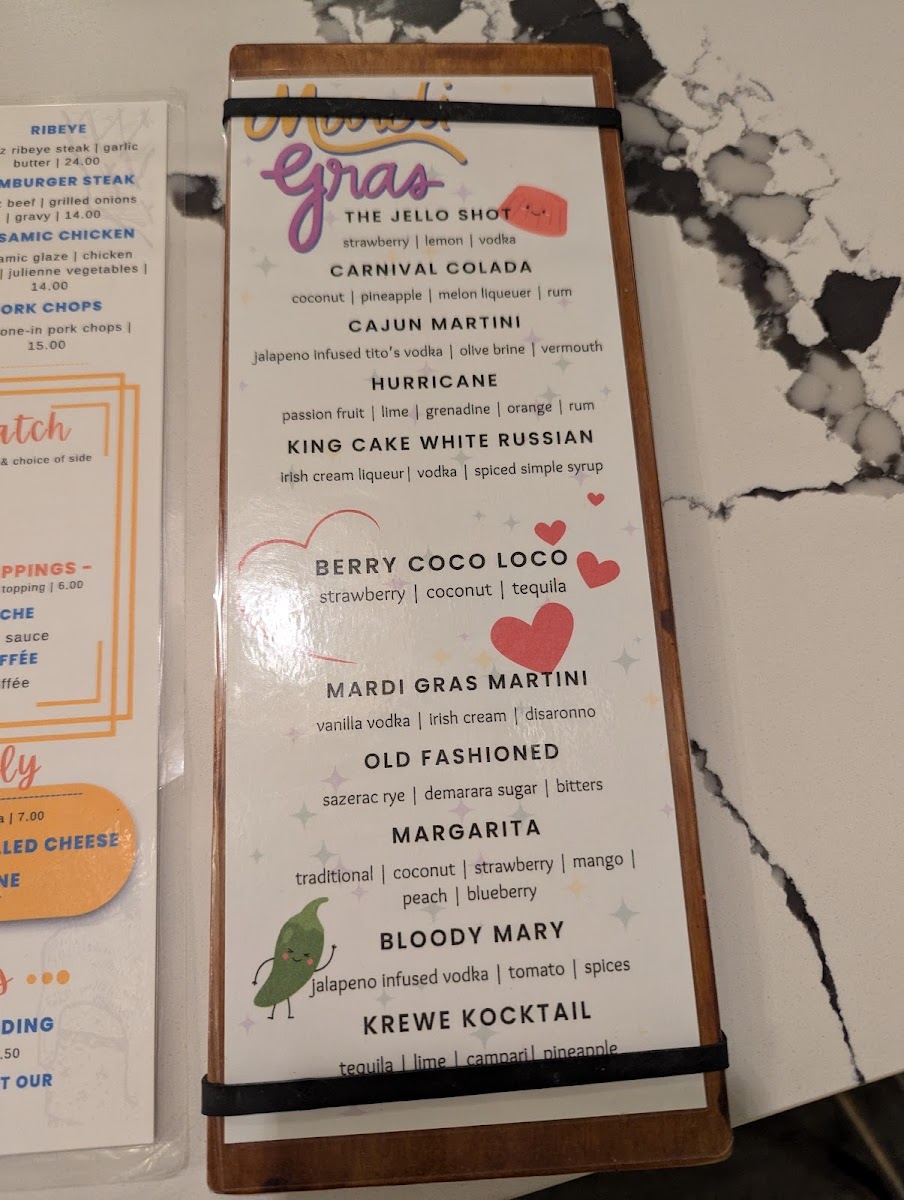 RIBEYE
z ribeye steak | garlic
butter | 24.00
MBURGER STEAK
beef | grilled onions
| gravy | 14.00
SAMIC CHICKEN
amic glaze | chicken
| julienne vegetables |
14.00
ORK CHOPS
one-in pork chops |
15.00
atch
& choice of side
PPINGS –
topping | 6.00
CHE
sauce
FFÉE
ffée
ly
a | 7.00
LLED CHEESE
NE
DING
.50
T OUR
Mardi
Gras
THE JELLO SHOT
strawberry | lemon | vodka
CARNIVAL COLADA
coconut | pineapple | melon liqueuer | rum
CAJUN MARTINI
jalapeno infused tito's vodka | olive brine | vermouth
HURRICANE
passion fruit | lime | grenadine | orange | rum
KING CAKE WHITE RUSSIAN
irish cream liqueur| vodka | spiced simple syrup
BERRY COCO LOCO
strawberry | coconut | tequila
MARDI GRAS MARTINI
vanilla vodka | irish cream | disaronno
OLD FASHIONED
sazerac rye | demarara sugar | bitters
MARGARITA
traditional | coconut | strawberry | mango |
peach | blueberry
BLOODY MARY
jalapeno infused vodka | tomato | spices
KREWE KOCKTAIL
tequila | lime | campari| pineapple